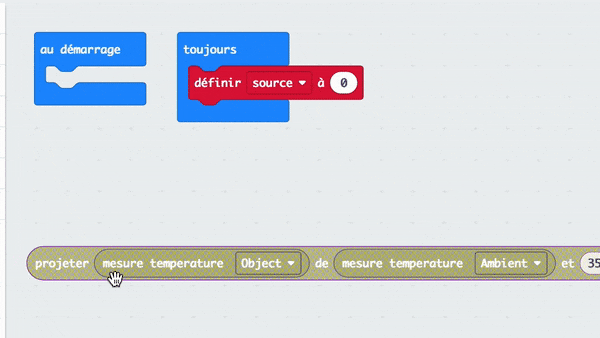 au démarrage
toujours
définir source à 0
projeter mesure temperature Object de mesure temperature Ambient et 35